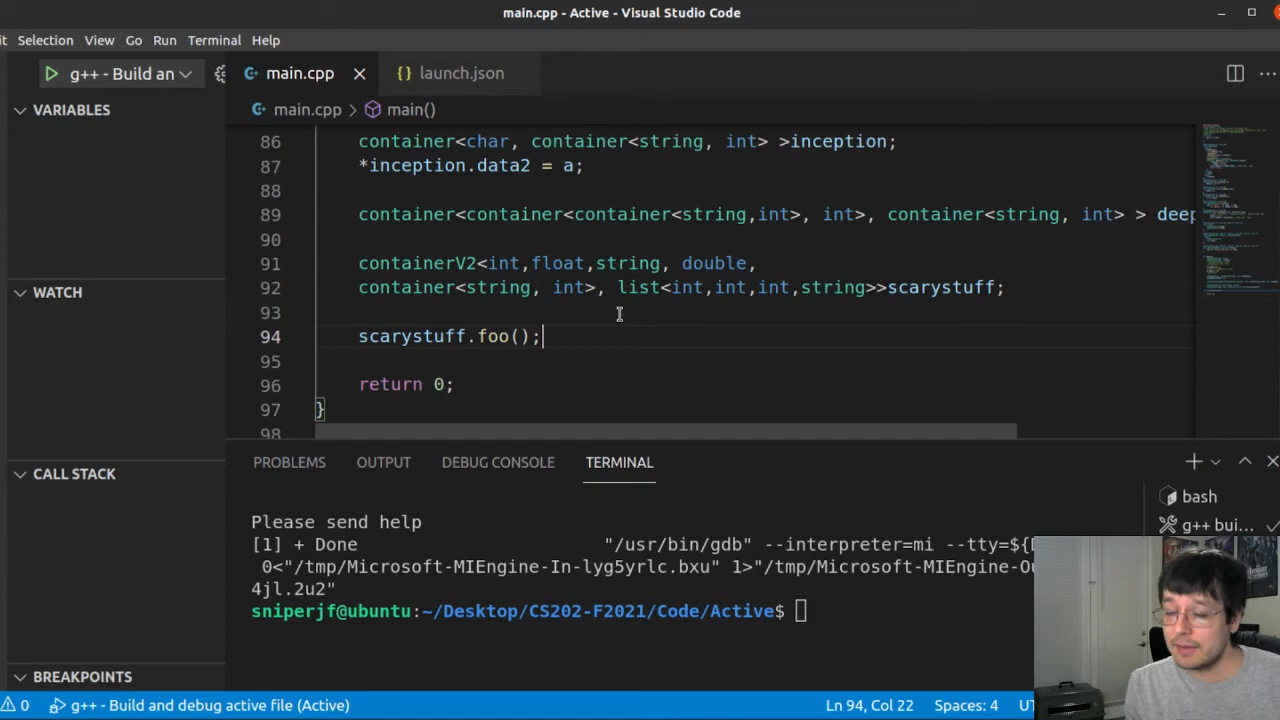 main.cpp - Active - Visual Studio Code
it Selection View Go Run Terminal Help
g++ - Build an
main.cpp
launch.json
VARIABLES
main.cpp > main()
86 container<char, container<string, int> >inception;
87 *inception.data2 = a;
88
89 container<container<container<string,int>, int>, container<string, int> > deep
90
91 containerV2<int,float,string, double,
92 container<string, int>, list<int,int,int,string>>scarystuff;
93
94 scarystuff.foo();
95
96 return 0;
97 }
98
WATCH
CALL STACK
BREAKPOINTS
PROBLEMS OUTPUT DEBUG CONSOLE TERMINAL
bash
g++ bui...
Please send help
[1] + Done "/usr/bin/gdb" --interpreter=mi --tty=${D
0<"/tmp/Microsoft-MIEngine-In-lyg5yrlc.bxu" 1>"/tmp/Microsoft-MIEngine-Ou
4jl.2u2"
sniperjf@ubuntu:~/Desktop/CS202-F2021/Code/Active$
0 g++ - Build and debug active file (Active) Ln 94, Col 22 Spaces: 4 UT